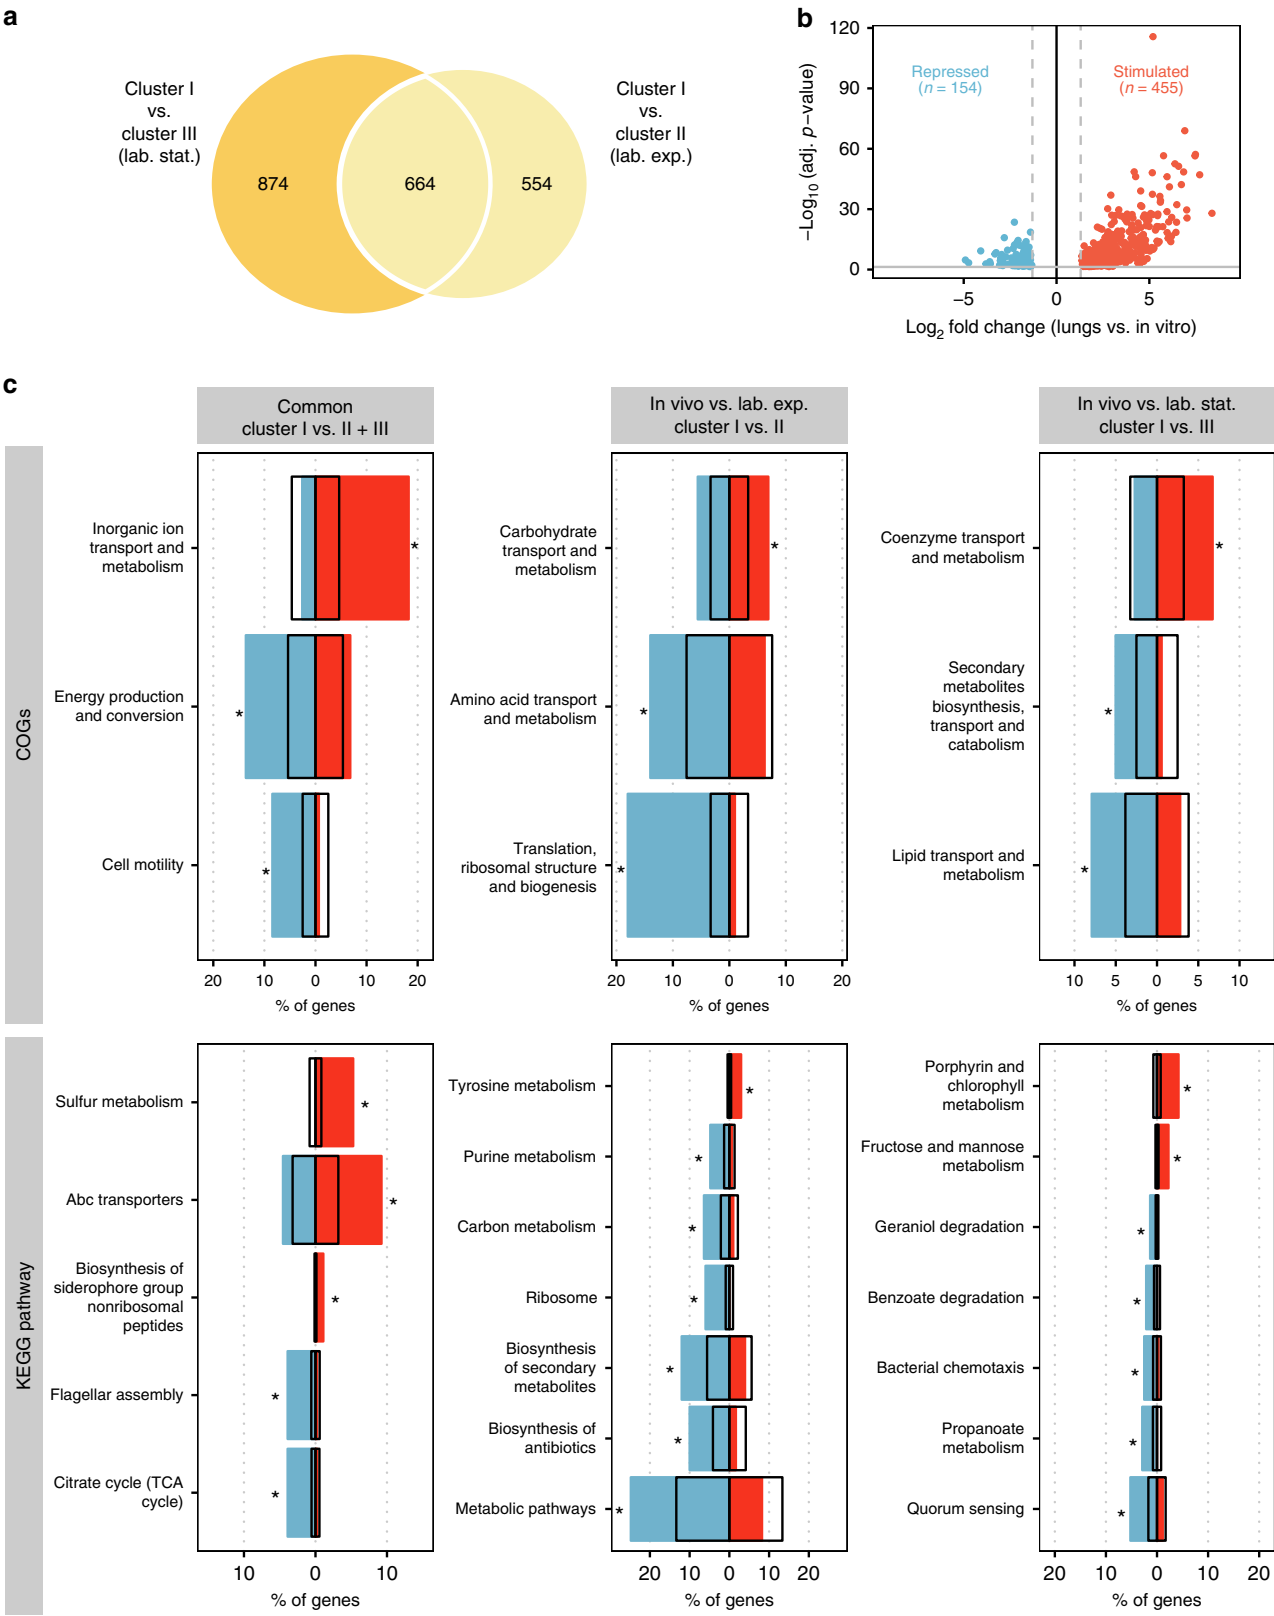 a
Cluster I
vs.
cluster III
(lab. stat.)
874
664
554
Cluster I
vs.
cluster II
(lab. exp.)
b
120
90
60
30
0
−Log10 (adj. p−value)
Repressed
(n = 154)
Stimulated
(n = 455)
−5
0
5
Log2 fold change (lungs vs. in vitro)
c
Common
cluster I vs. II + III
In vivo vs. lab. exp.
cluster I vs. II
In vivo vs. lab. stat.
cluster I vs. III
COGs
Inorganic ion
transport and
metabolism
*
Energy production
and conversion
*
Cell motility
*
20 10 0 10 20
% of genes
Carbohydrate
transport and
metabolism
*
Amino acid transport
and metabolism
*
Translation,
ribosomal structure
and biogenesis
*
20 10 0 10 20
% of genes
Coenzyme transport
and metabolism
*
Secondary
metabolites
biosynthesis,
transport and
catabolism
*
Lipid transport and
metabolism
*
10 5 0 5 10
% of genes
KEGG pathway
Sulfur metabolism
*
Abc transporters
*
Biosynthesis of
siderophore group
nonribosomal
peptides
*
Flagellar assembly
*
Citrate cycle (TCA
cycle)
*
10 0 10
% of genes
Tyrosine metabolism
*
Purine metabolism
*
Carbon metabolism
*
Ribosome
*
Biosynthesis
of secondary
metabolites
*
Biosynthesis of
antibiotics
*
Metabolic pathways
*
20 10 0 10 20
% of genes
Porphyrin and
chlorophyll
metabolism
*
Fructose and mannose
metabolism
*
Geraniol degradation
*
Benzoate degradation
*
Bacterial chemotaxis
*
Propanoate
metabolism
*
Quorum sensing
*
20 10 0 10 20
% of genes